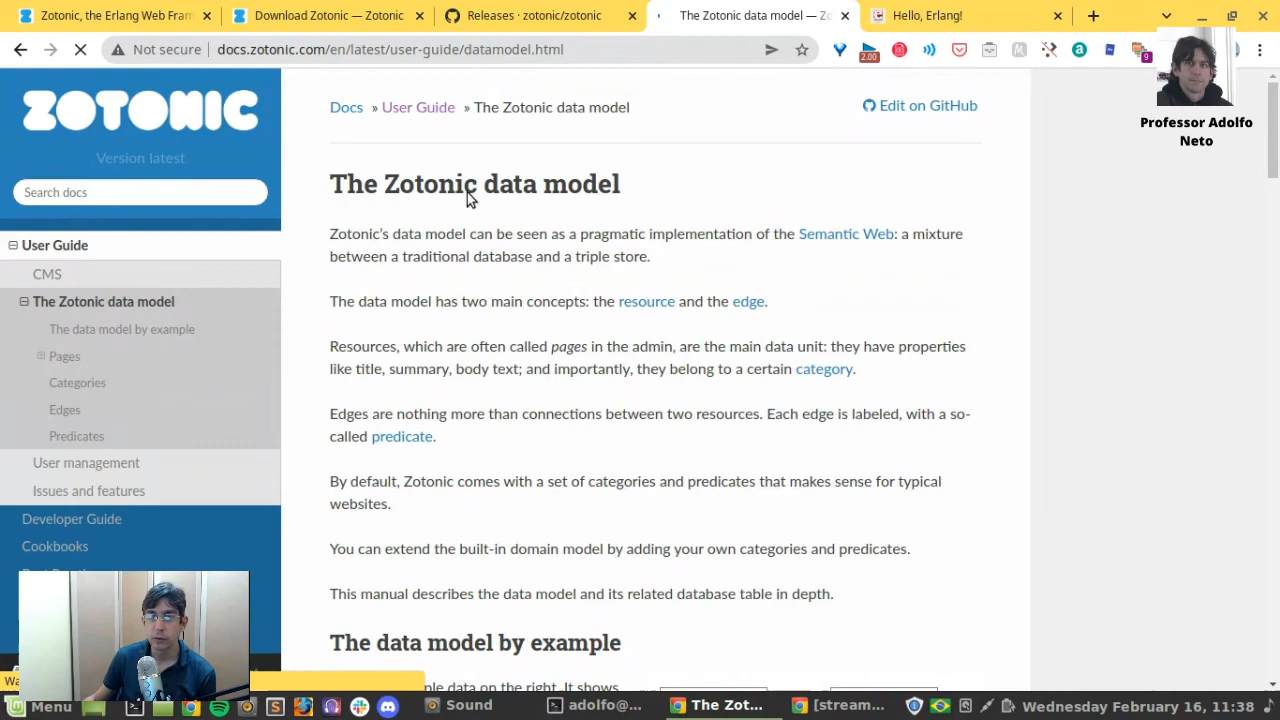 Zotonic, the Erlang Web Fram
Download Zotonic — Zotonic
Releases · zotonic/zotonic
The Zotonic data model — Zo
Hello, Erlang!
Not secure
docs.zotonic.com/en/latest/user-guide/datamodel.html
2.00
9
Professor Adolfo
Neto
ZOTONIC
Version latest
Search docs
User Guide
CMS
The Zotonic data model
The data model by example
Pages
Categories
Edges
Predicates
User management
Issues and features
Developer Guide
Cookbooks
Docs » User Guide » The Zotonic data model
Edit on GitHub
The Zotonic data model
Zotonic’s data model can be seen as a pragmatic implementation of the Semantic Web: a mixture
between a traditional database and a triple store.
The data model has two main concepts: the resource and the edge.
Resources, which are often called pages in the admin, are the main data unit: they have properties
like title, summary, body text; and importantly, they belong to a certain category.
Edges are nothing more than connections between two resources. Each edge is labeled, with a so-
called predicate.
By default, Zotonic comes with a set of categories and predicates that makes sense for typical
websites.
You can extend the built-in domain model by adding your own categories and predicates.
This manual describes the data model and its related database table in depth.
The data model by example
ple data on the right. It shows
Menu
Sound
adolfo@...
The Zot...
[stream...
Wednesday February 16, 11:38